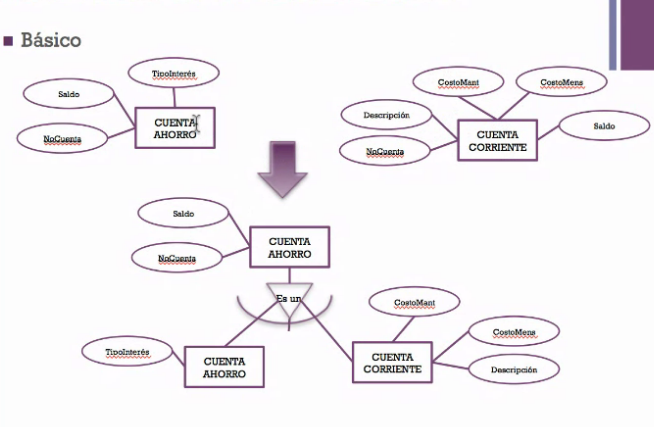 Básico
TipoInterés
Saldo
NoCuenta
CUENTA
AHORRO
CostoMant
CostoMens
Descripción
NoCuenta
CUENTA
CORRIENTE
Saldo
Saldo
NoCuenta
CUENTA
AHORRO
Es un
CostoMant
TipoInterés
CUENTA
AHORRO
CUENTA
CORRIENTE
CostoMens
Descripción